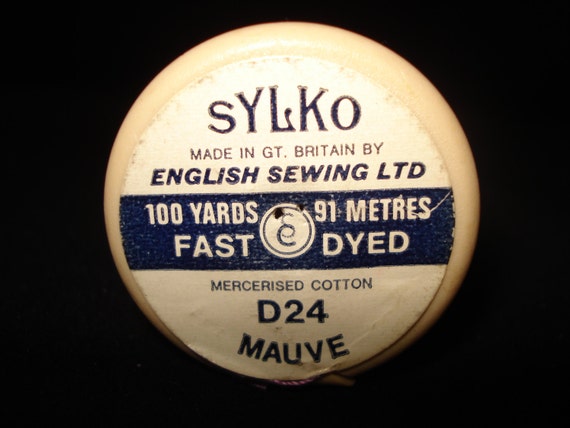 SYLKO
MADE IN GT. BRITAIN BY
ENGLISH SEWING LTD
100 YARDS 91 METRES
FAST DYED
MERCERISED COTTON
D24
MAUVE